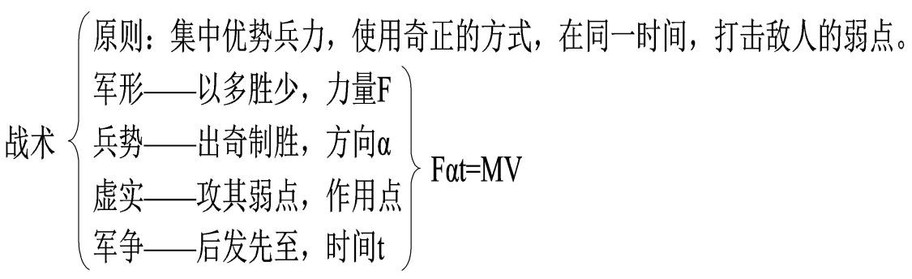 原则：集中优势兵力，使用奇正的方式，在同一时间，打击敌人的弱点。
军形——以多胜少，力量F
战术
兵势——出奇制胜，方向α
Fαt=MV
虚实——攻其弱点，作用点
军争——后发先至，时间t